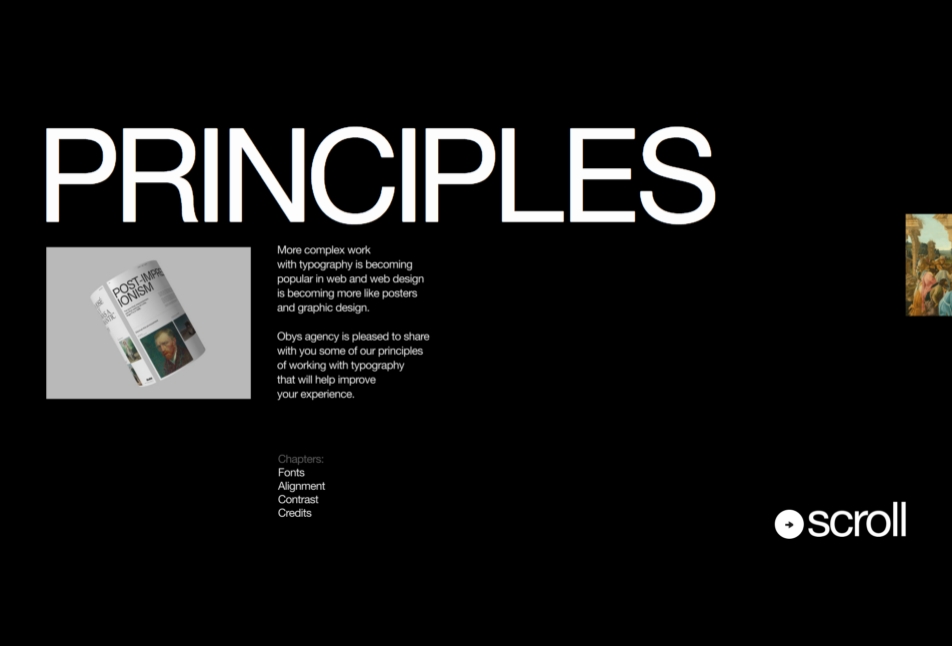 PRINCIPLES
POST-IMPRE
IONISM
More complex work
with typography is becoming
popular in web and web design
is becoming more like posters
and graphic design.
Obys agency is pleased to share
with you some of our principles
of working with typography
that will help improve
your experience.
Chapters:
Fonts
Alignment
Contrast
Credits
scroll